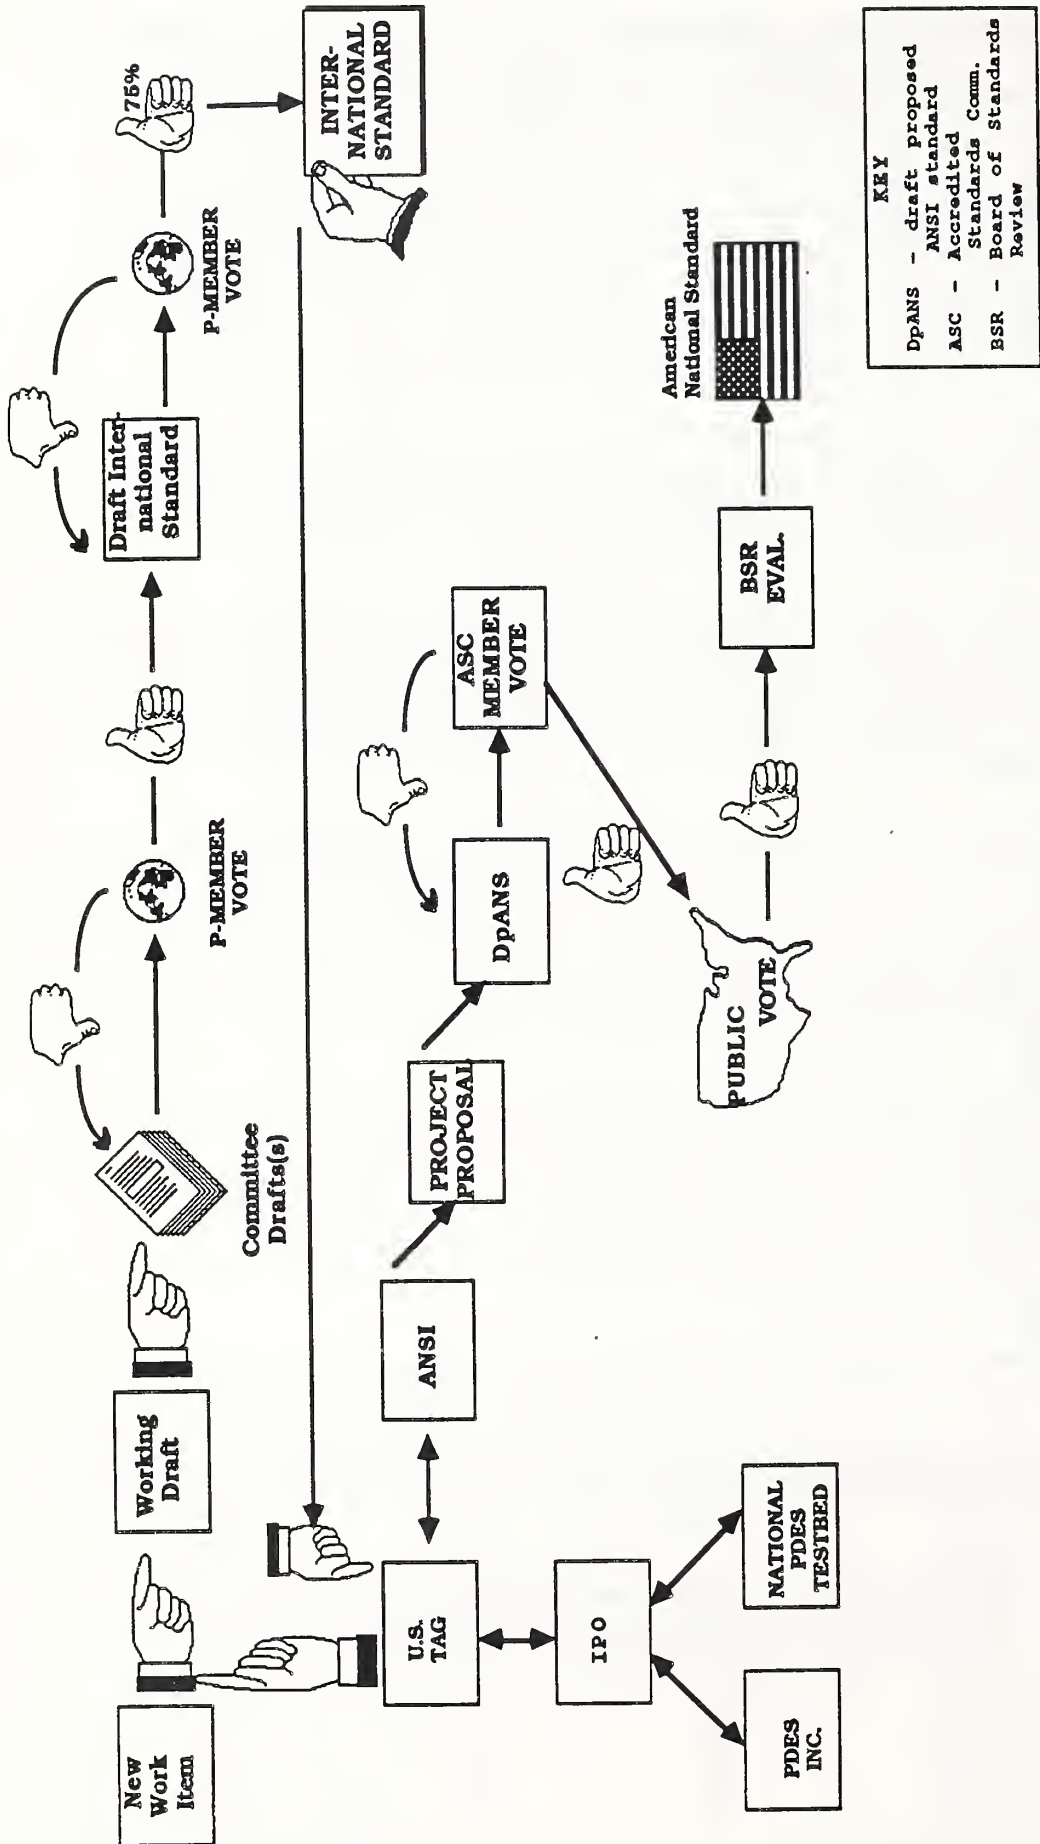 New
Work
Item
Working
Draft
Committee
Drafts(s)
P-MEMBER
VOTE
Draft Inter-
national
Standard
P-MEMBER
VOTE
75%
INTER-
NATIONAL
STANDARD
U.S.
TAG
ANSI
PROJECT
PROPOSAL
DpANS
ASC
MEMBER
VOTE
IPO
PDES
INC.
NATIONAL
PDES
TESTBED
PUBLIC
VOTE
BSR
EVAL.
American
National Standard
KEY
DpANS - draft proposed
ANSI standard
ASC - Accredited
Standards Comm.
BSR - Board of Standards
Review